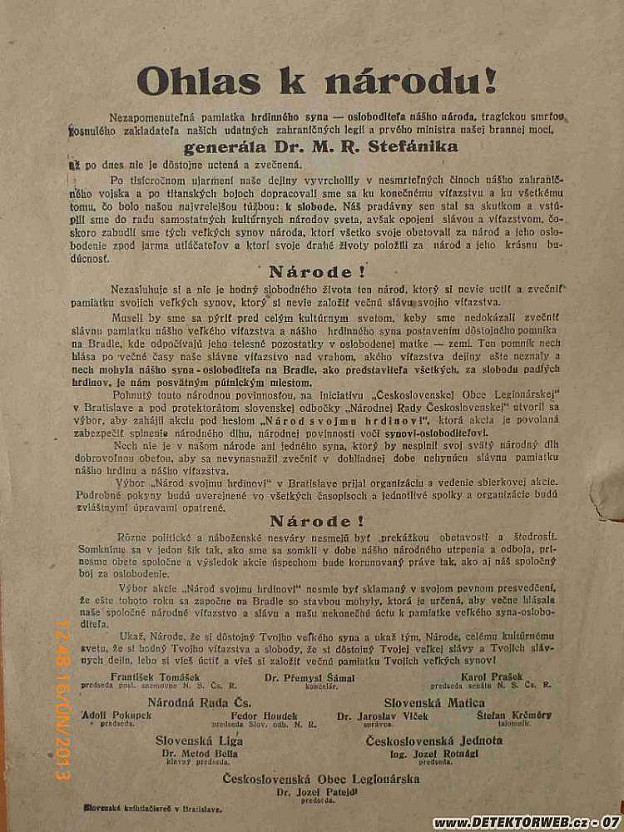 Ohlas k národu!
Nezapomenuteľná pamiatka hrdinného syna — osloboditeľa nášho národa, tragickou smrťou
zosnulého zakladateľa našich udatných zahraničných legií a prvého ministra našej brannej moci,
generála Dr. M. R. Štefánika
až po dnes nie je dôstojne uctená a zvečnená.
Po tisícročnom ujarmení naše dejiny vyvrcholily v nesmrteľných činoch nášho zahranič-
ného vojska a po titanských bojoch dopracovali sme sa ku konečnému víťazstvu a ku všetkému
tomu, čo bolo našou najvrelejšou túžbou: k slobode. Náš pradávny sen stal sa skutkom a vstú-
pili sme do radu samostatných kultúrnych národov sveta, avšak opojení slávou a víťazstvom, čo-
skoro zabudli sme tých veľkých synov národa, ktorí všetko svoje obetovali za národ a jeho oslo-
bodenie zpod jarma utláčateľov a ktorí svoje drahé životy položili za národ a jeho krásnu bu-
dúcnosť.
Národe!
Nezasluhuje si a nie je hodný slobodného života ten národ, ktorý si nevie uctiť a zvečniť
pamiatku svojich veľkých synov, ktorý si nevie založiť večnú slávu svojho víťazstva.
Museli by sme sa pýriť pred celým kultúrnym svetom, keby sme nedokázali zvečniť
slávnu pamiatku nášho veľkého víťazstva a nášho hrdinného syna postavením dôstojného pomníka
na Bradle, kde odpočívajú jeho telesné pozostatky v oslobodenej matke — zemi. Ten pomník nech
hlása po večné časy naše slávne víťazstvo nad vrahom, akého víťazstva dejiny ešte neznaly a
nech mohyla nášho syna-osloboditeľa na Bradle, ako predstaviteľa všetkých, za slobodu padlých
hrdinov, je nám posvätným pútnickým miestom.
Pohnutý touto národnou povinnosťou, na iniciatívu „Československej Obec Legionárskej"
v Bratislave a pod protektorátom slovenskej odbočky „Národnej Rady Československej" utvoril sa
výbor, aby zahájil akciu pod heslom „Národ svojmu hrdinovi", ktorá akcia je povolaná
zabezpečiť splnenie národného dlhu, národnej povinnosti voči synovi-osloboditeľovi.
Nech nie je v našom národe ani jedného syna, ktorý by nesplnil svoj svätý národný dlh
dobrovoľnou obeťou, aby sa nevynasnažil zvečniť v dohliadnej dobe nehynúcu slávnu pamiatku
nášho hrdinu a nášho víťazstva.
Výbor „Národ svojmu hrdinovi" v Bratislave prijal organizáciu a vedenie sbierkovej akcie.
Podrobné pokyny budú uverejnené vo všetkých časopisoch a jednotlivé spolky a organizácie budú
zvláštnymi úpravami opatrené.
Národe!
Rôzne politické a náboženské nesváry nesmejú byť prekážkou obetavosti a štedrosti.
Somknime sa v jeden šik tak, ako sme sa somkli v dobe nášho národného utrpenia a odboja, pri-
nesme obete spoločne a výsledok akcie úspechom bude korunovaný práve tak, ako aj náš spoločný
boj za oslobodenie.
Výbor akcie „Národ svojmu hrdinovi" nesmie byť sklamaný v svojom pevnom presvedčení,
že ešte tohoto roku sa započne na Bradle so stavbou mohyly, ktorá je určená, aby večne hlásala
naše spoločné národné víťazstvo a slávu a našu nekonečnú úctu k pamiatke veľkého syna-oslobo-
diteľa.
Ukáž, Národe, že si dôstojný Tvojho veľkého syna a ukáž tým, Národe, celému kultúrnemu
svetu, že si hodný Tvojho víťazstva a slobody, že si dôstojný Tvojej veľkej slávy a Tvojich sláv-
nych dejín, lebo si vieš uctiť a vieš si založiť večnú pamiatku Tvojich veľkých synov!
František Tomášek Dr. Přemysl Šámal Karol Prašek
predseda posl. snemovne N. S. Čs. R. kancelár. predseda senátu N. S. Čs. R.
Národná Rada Čs. Slovenská Matica
Adolf Pokupek Fedor Houdek Dr. Jaroslav Vlček Štefan Krčméry
predseda. predseda Slov. odb. N. R. správca. tajomník.
Slovenská Liga Československá Jednota
Dr. Metod Bella Ing. Jozef Rotnágl
hlavný predseda. predseda.
Československá Obec Legionárska
Dr. Jozef Patejdl
predseda.
Slovenská kníhtlačiareň v Bratislave.
12:48 16/JÚN/2013
www.DETEKTORWEB.cz - 07